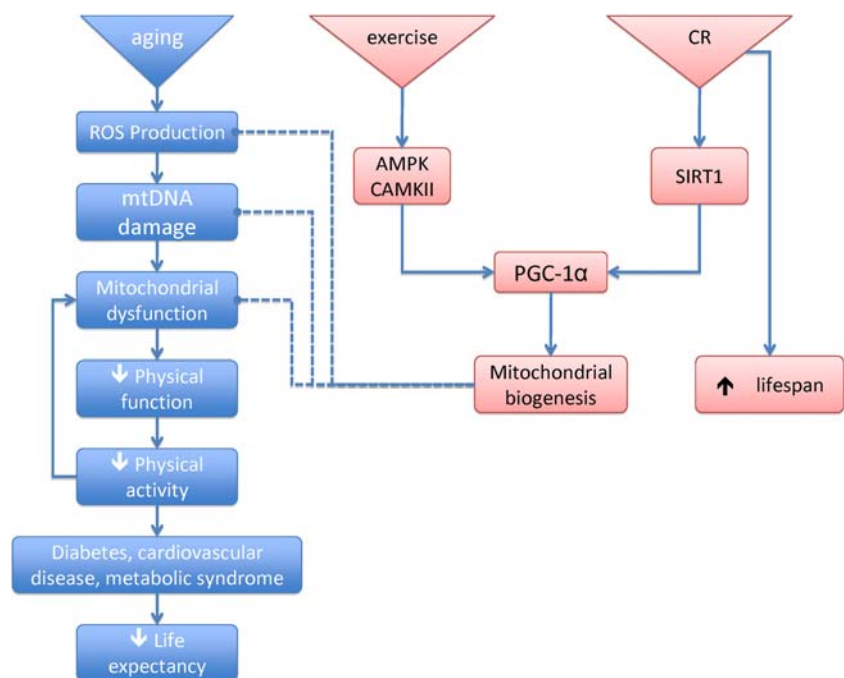 aging
ROS Production
mtDNA
damage
Mitochondrial
dysfunction
↓ Physical
function
↓ Physical
activity
Diabetes, cardiovascular
disease, metabolic syndrome
↓ Life
expectancy
exercise
AMPK
CAMKII
CR
SIRT1
PGC-1α
Mitochondrial
biogenesis
↑ lifespan